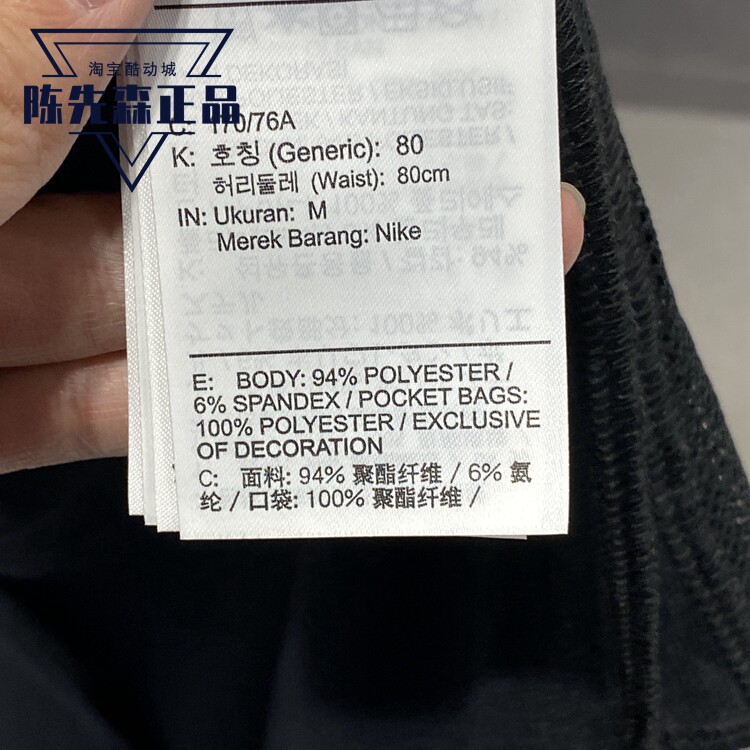 淘宝酷动城
陈先森正品
C: 170/76A
K: 호칭 (Generic): 80
허리둘레 (Waist): 80cm
IN: Ukuran: M
Merek Barang: Nike
E: BODY: 94% POLYESTER /
6% SPANDEX / POCKET BAGS:
100% POLYESTER / EXCLUSIVE
OF DECORATION
C: 面料: 94% 聚酯纤维 / 6% 氨
纶 / 口袋: 100% 聚酯纤维 /